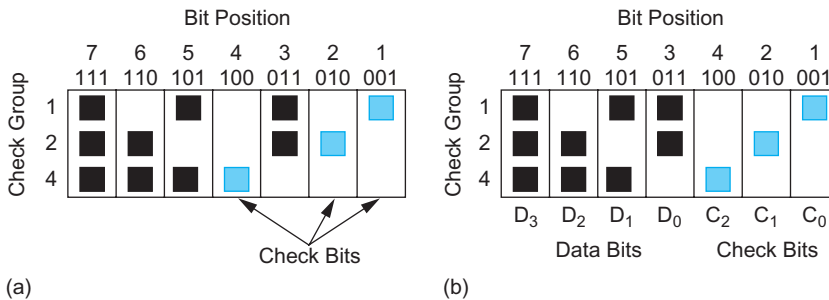 Bit Position
7 6 5 4 3 2 1
111 110 101 100 011 010 001
Check Group
1
2
4
Check Bits
(a)
Bit Position
7 6 5 3 4 2 1
111 110 101 011 100 010 001
Check Group
1
2
4
D3 D2 D1 D0 C2 C1 C0
Data Bits Check Bits
(b)